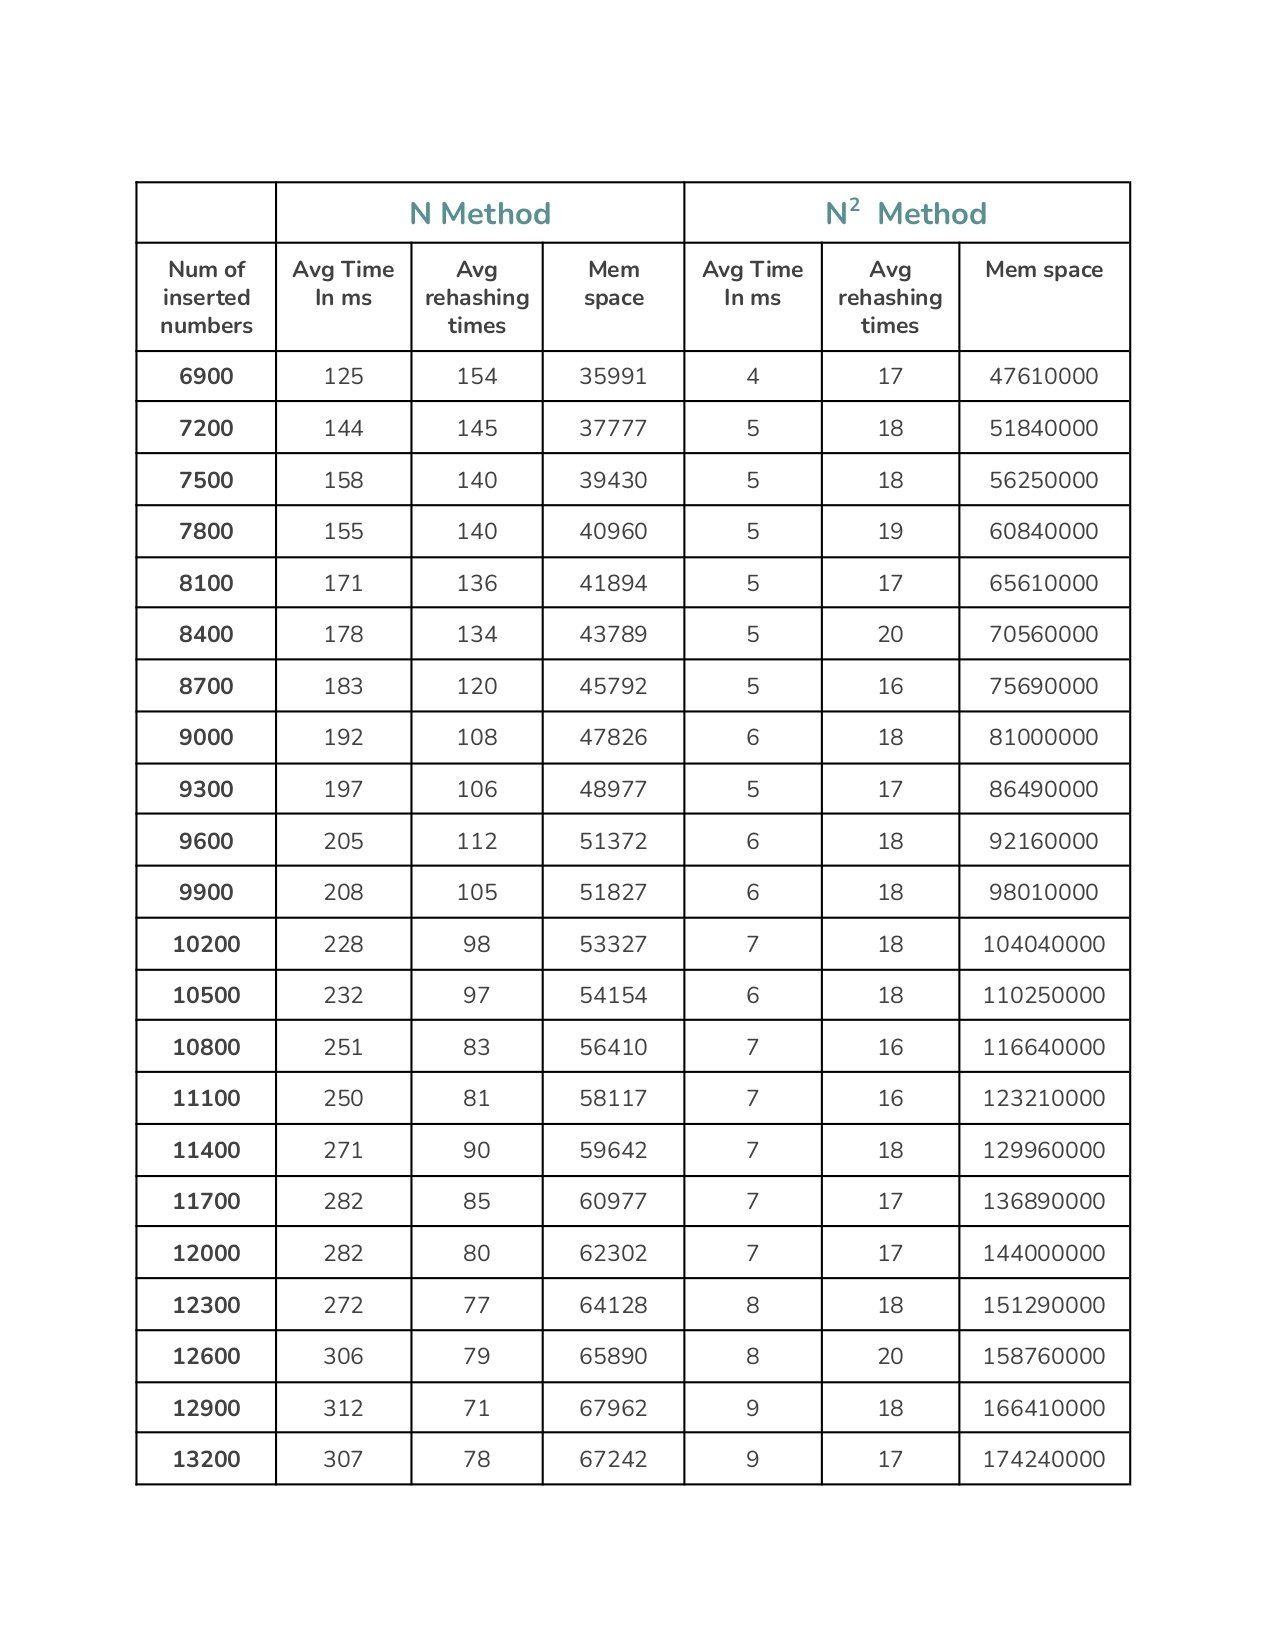 N Method N² Method
Num of inserted numbers Avg Time In ms Avg rehashing times Mem space Avg Time In ms Avg rehashing times Mem space
6900 125 154 35991 4 17 47610000
7200 144 145 37777 5 18 51840000
7500 158 140 39430 5 18 56250000
7800 155 140 40960 5 19 60840000
8100 171 136 41894 5 17 65610000
8400 178 134 43789 5 20 70560000
8700 183 120 45792 5 16 75690000
9000 192 108 47826 6 18 81000000
9300 197 106 48977 5 17 86490000
9600 205 112 51372 6 18 92160000
9900 208 105 51827 6 18 98010000
10200 228 98 53327 7 18 104040000
10500 232 97 54154 6 18 110250000
10800 251 83 56410 7 16 116640000
11100 250 81 58117 7 16 123210000
11400 271 90 59642 7 18 129960000
11700 282 85 60977 7 17 136890000
12000 282 80 62302 7 17 144000000
12300 272 77 64128 8 18 151290000
12600 306 79 65890 8 20 158760000
12900 312 71 67962 9 18 166410000
13200 307 78 67242 9 17 174240000